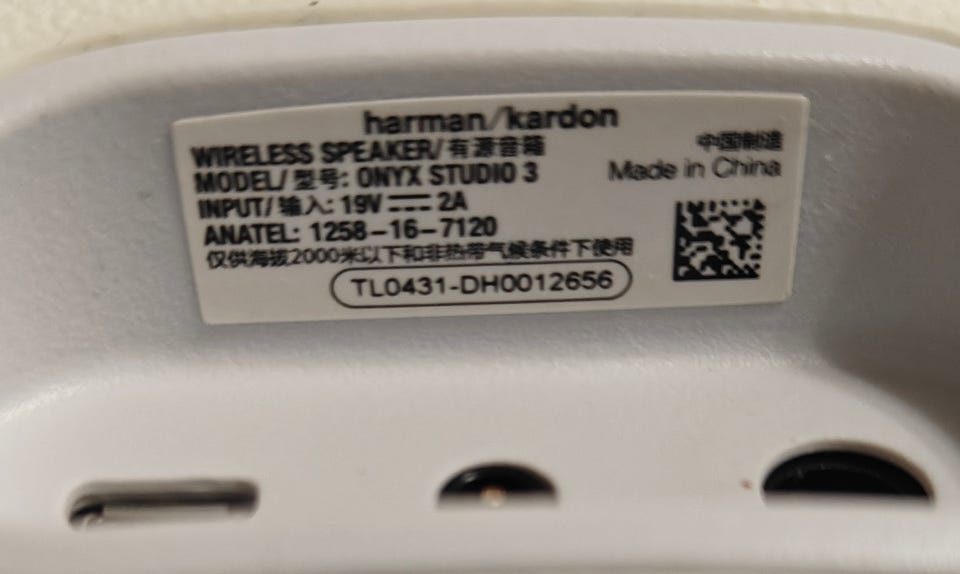 harman/kardon
WIRELESS SPEAKER/有源音箱
中国制造
MODEL/型号: ONYX STUDIO 3
Made in China
INPUT/输入: 19V ⎓ 2A
ANATEL: 1258-16-7120
仅供海拔2000米以下和非热带气候条件下使用
TL0431-DH0012656